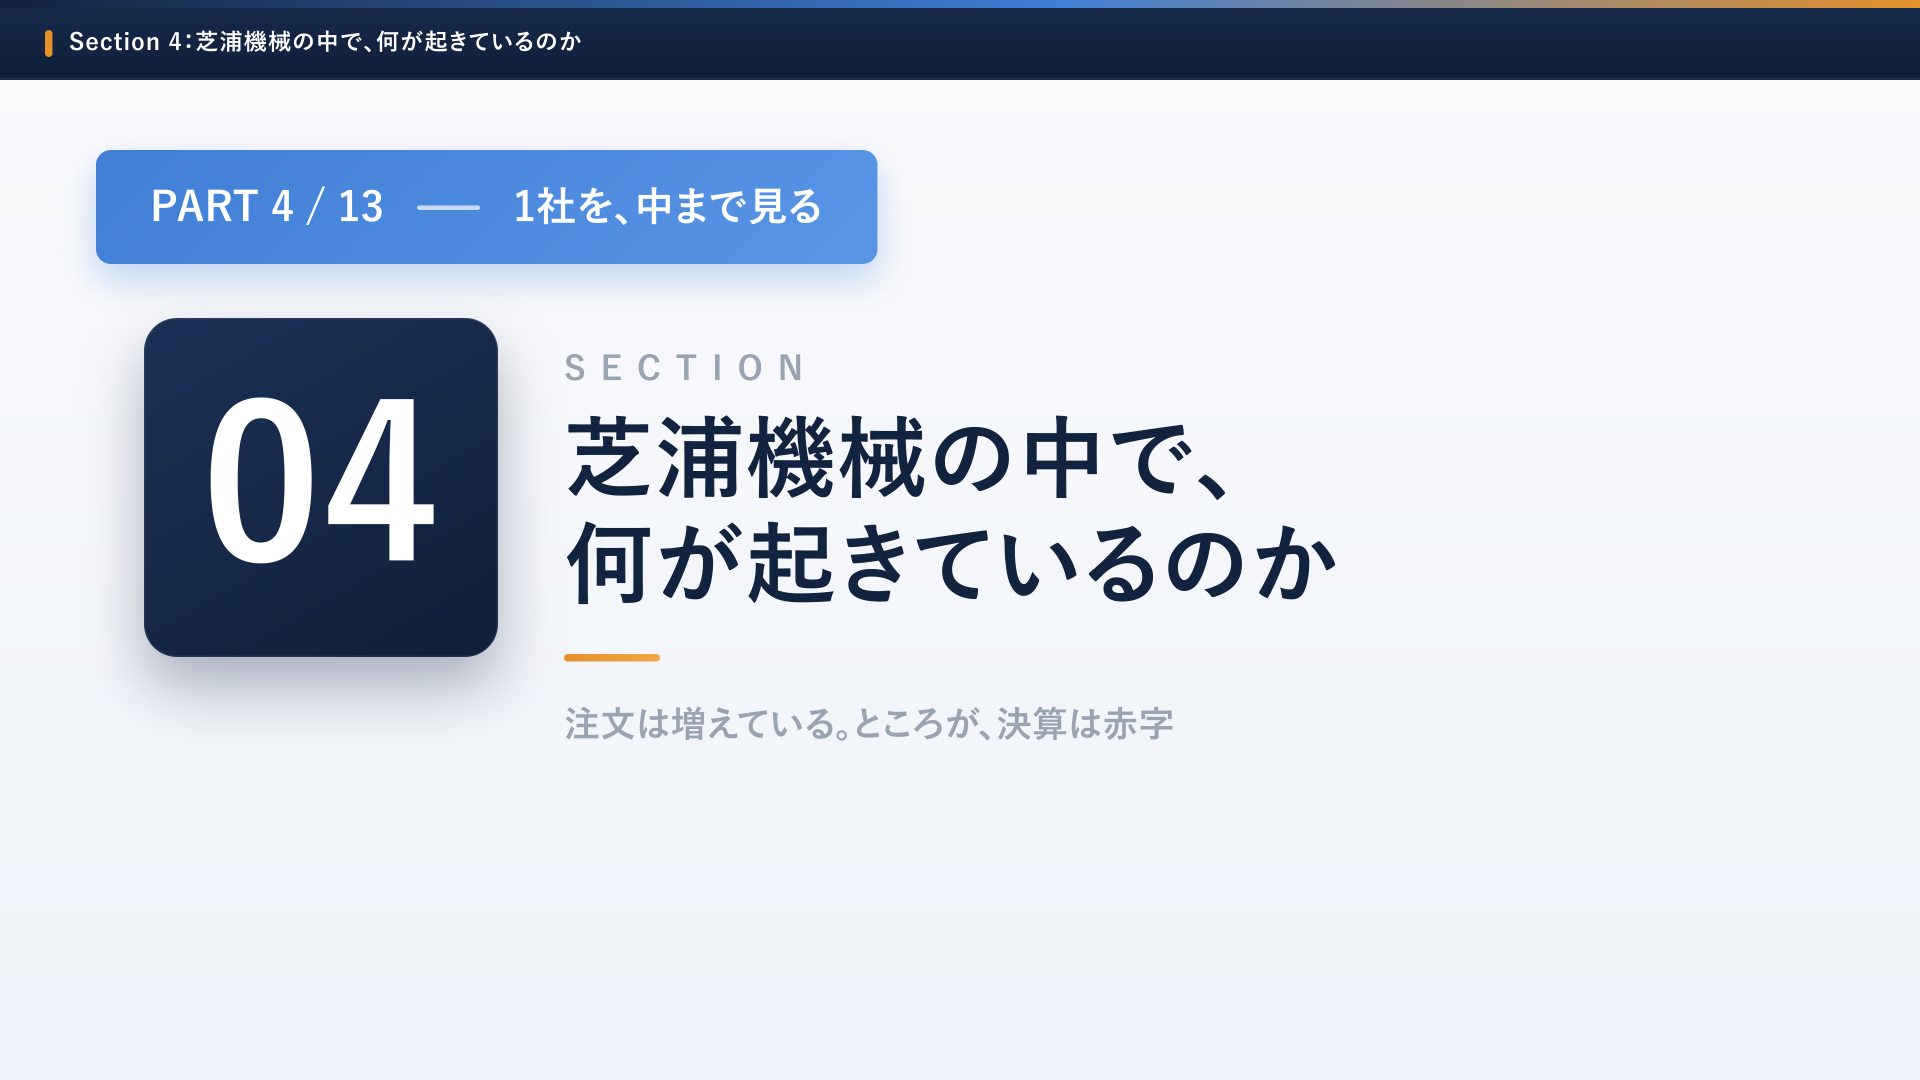 Section 4：芝浦機械の中で、何が起きているのか
PART 4 / 13 — 1社を、中まで見る
04
SECTION
芝浦機械の中で、
何が起きているのか
注文は増えている。ところが、決算は赤字